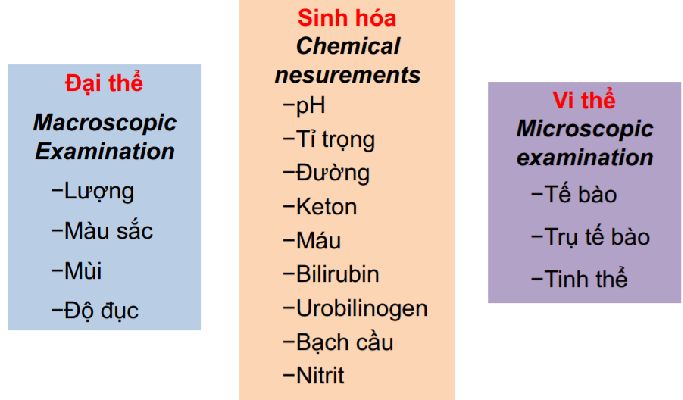 Đại thể
Macroscopic
Examination
−Lượng
−Màu sắc
−Mùi
−Độ đục
Sinh hóa
Chemical
nesurements
−pH
−Tỉ trọng
−Đường
−Keton
−Máu
−Bilirubin
−Urobilinogen
−Bạch cầu
−Nitrit
Vi thể
Microscopic
examination
−Tế bào
−Trụ tế bào
−Tinh thể